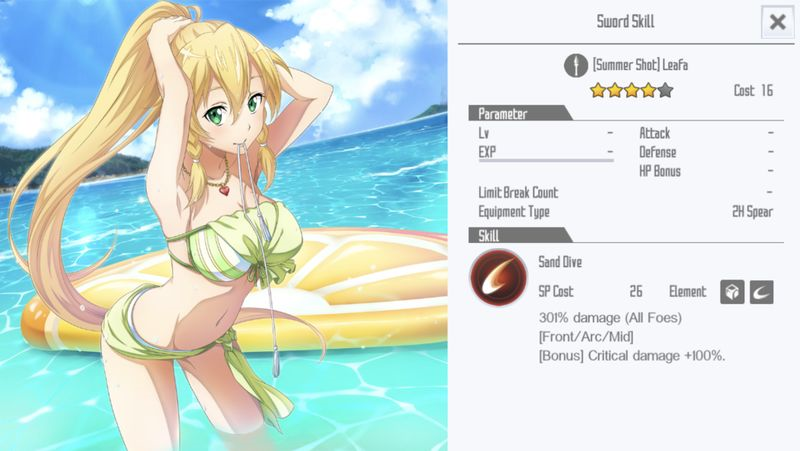 Sword Skill
[Summer Shot] Leafa
Cost 16
Parameter
Lv -
Attack -
EXP -
Defense -
HP Bonus -
Limit Break Count -
Equipment Type 2H Spear
Skill
Sand Dive
SP Cost 26 Element
301% damage (All Foes)
[Front/Arc/Mid]
[Bonus] Critical damage +100%.